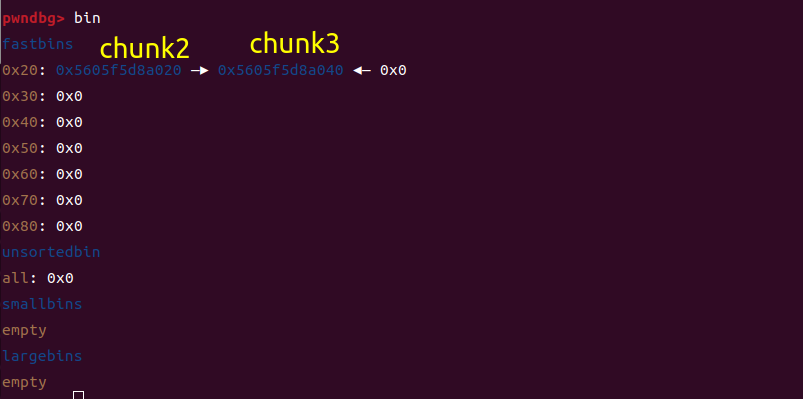 pwndbg> bin
fastbins chunk2 chunk3
0x20: 0x5605f5d8a020 —▸ 0x5605f5d8a040 ◂— 0x0
0x30: 0x0
0x40: 0x0
0x50: 0x0
0x60: 0x0
0x70: 0x0
0x80: 0x0
unsortedbin
all: 0x0
smallbins
empty
largebins
empty